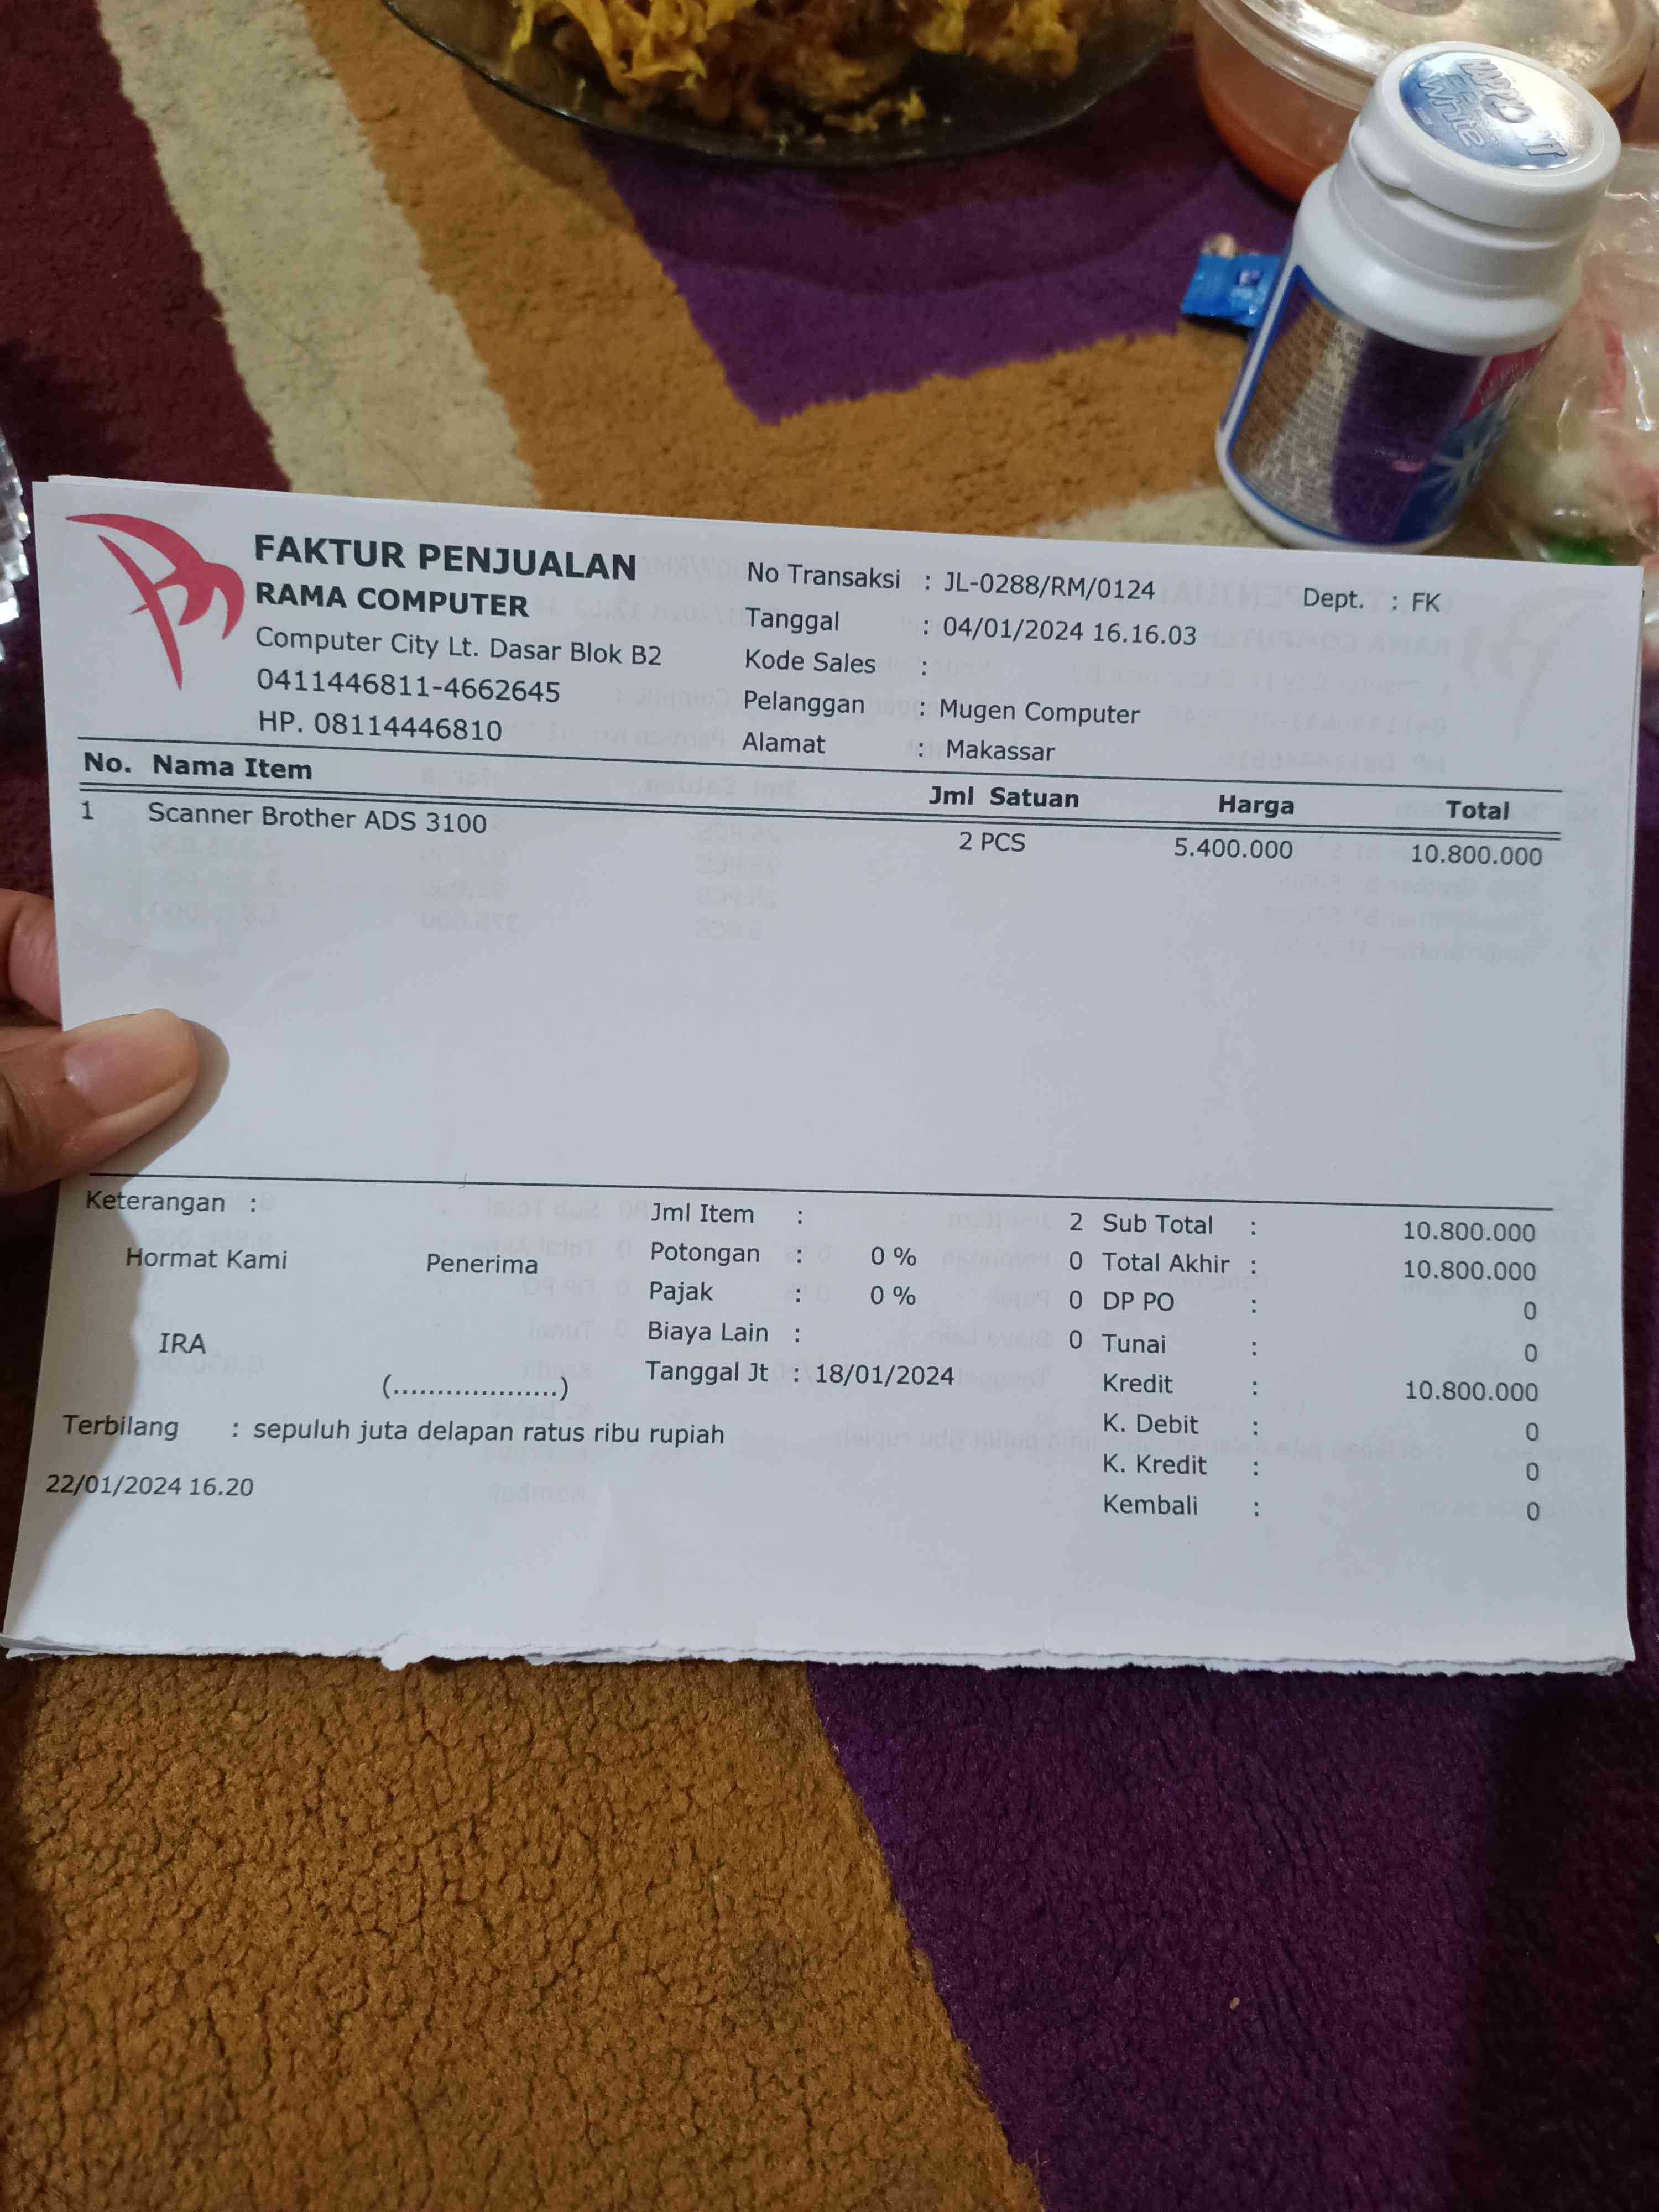 HAPPYDENT
White
FAKTUR PENJUALAN
RAMA COMPUTER
Computer City Lt. Dasar Blok B2
0411446811-4662645
HP. 08114446810
No Transaksi : JL-0288/RM/0124
Tanggal : 04/01/2024 16.16.03
Kode Sales :
Pelanggan : Mugen Computer
Alamat : Makassar
Dept. : FK
No. Nama Item Jml Satuan Harga Total
1 Scanner Brother ADS 3100 2 PCS 5.400.000 10.800.000
Keterangan :
Hormat Kami Penerima
IRA
(...................)
Jml Item : 2
Potongan : 0 % 0
Pajak : 0 % 0
Biaya Lain : 0
Tanggal Jt : 18/01/2024
Sub Total : 10.800.000
Total Akhir : 10.800.000
DP PO : 0
Tunai : 0
Kredit : 10.800.000
K. Debit : 0
K. Kredit : 0
Kembali : 0
Terbilang : sepuluh juta delapan ratus ribu rupiah
22/01/2024 16.20